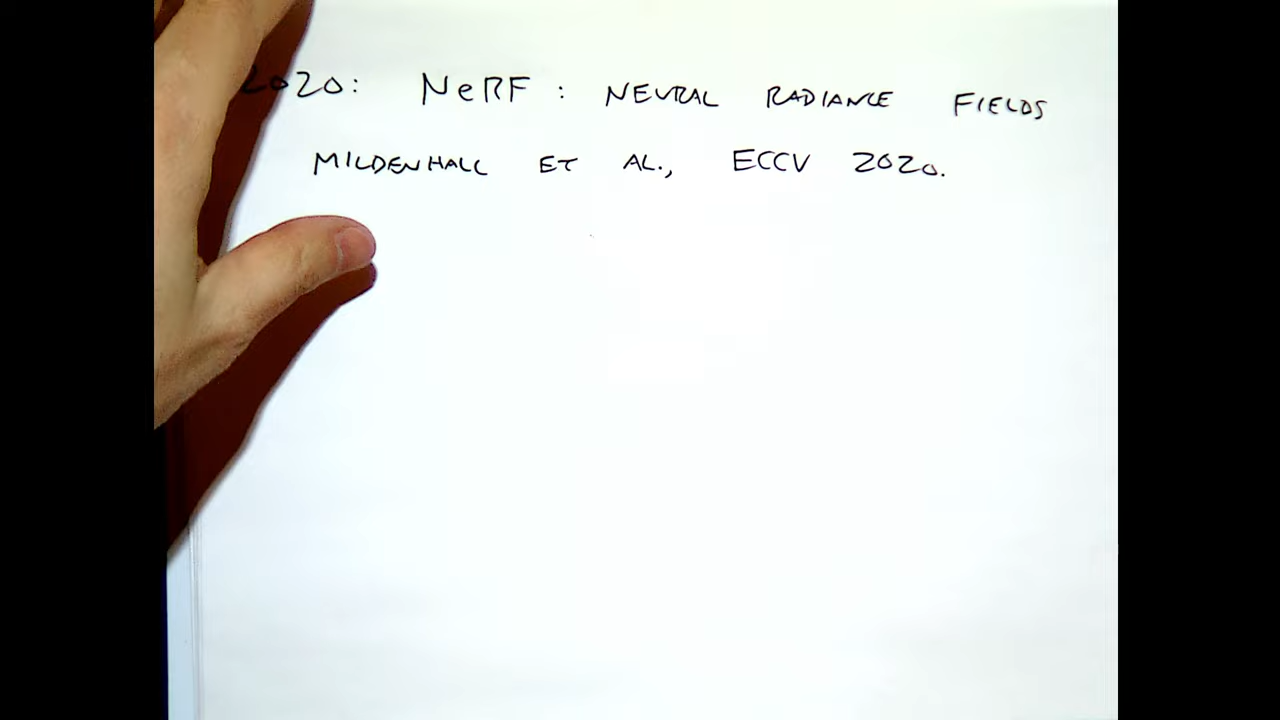 2020: NeRF : NEURAL RADIANCE FIELDS
MILDENHALL ET AL., ECCV 2020.